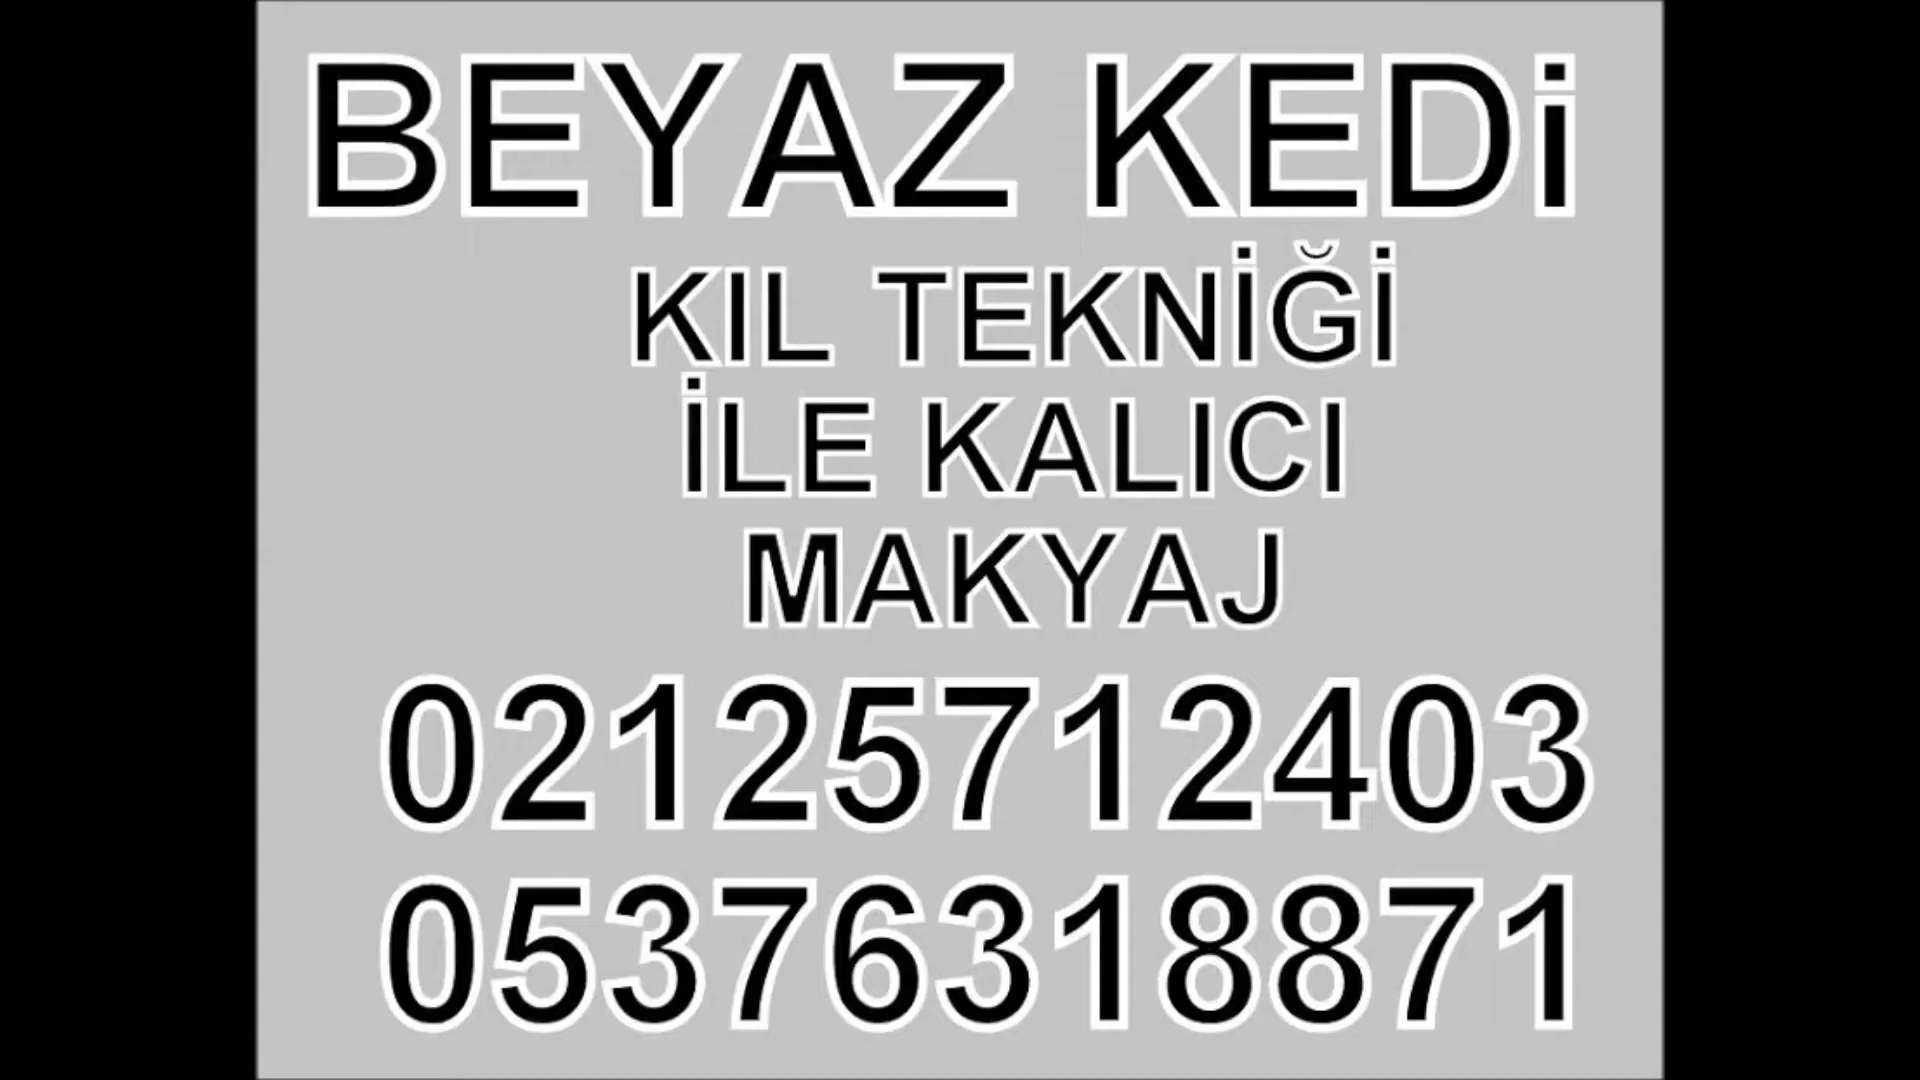 BEYAZ KEDi
KIL TEKNİĞİ
İLE KALICI
MAKYAJ
02125712403
05376318871